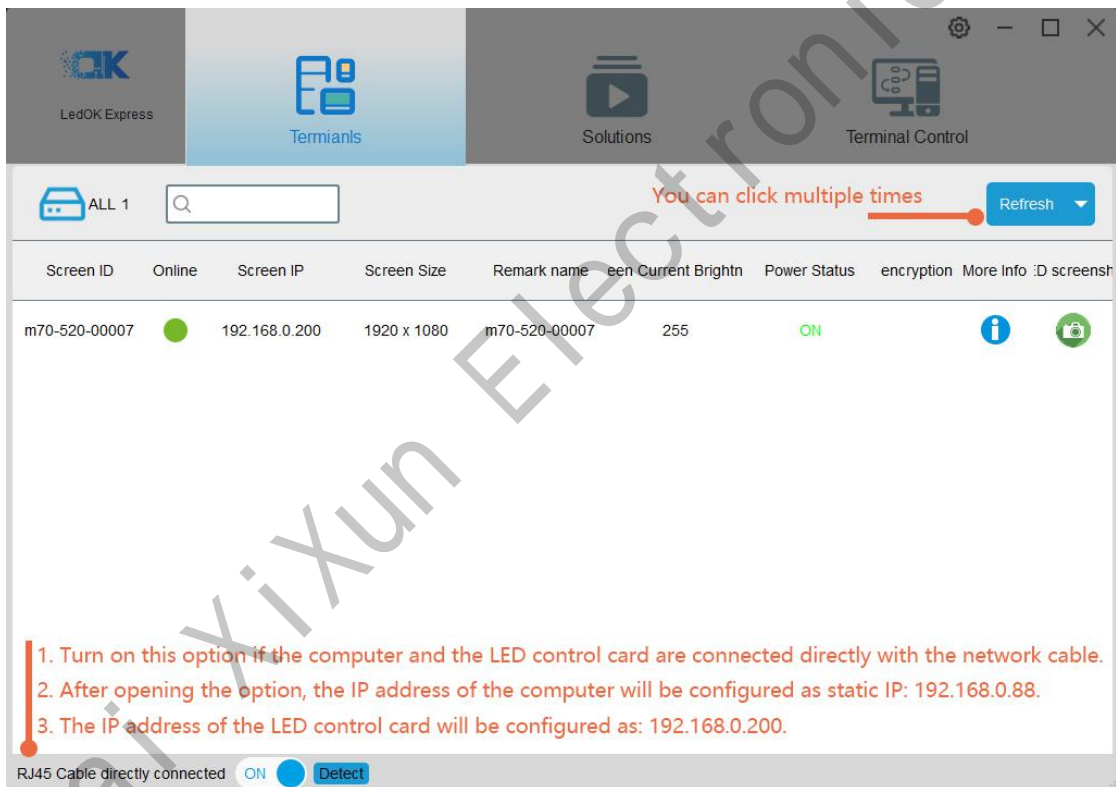 LedOK Express
Termianls
Solutions
Terminal Control
ALL 1
You can click multiple times
Refresh
Screen ID Online Screen IP Screen Size Remark name een Current Brightn Power Status encryption More Info :D screensh
m70-520-00007 192.168.0.200 1920 x 1080 m70-520-00007 255 ON
1. Turn on this option if the computer and the LED control card are connected directly with the network cable.
2. After opening the option, the IP address of the computer will be configured as static IP: 192.168.0.88.
3. The IP address of the LED control card will be configured as: 192.168.0.200.
RJ45 Cable directly connected ON Detect
ai XiXun Electronic